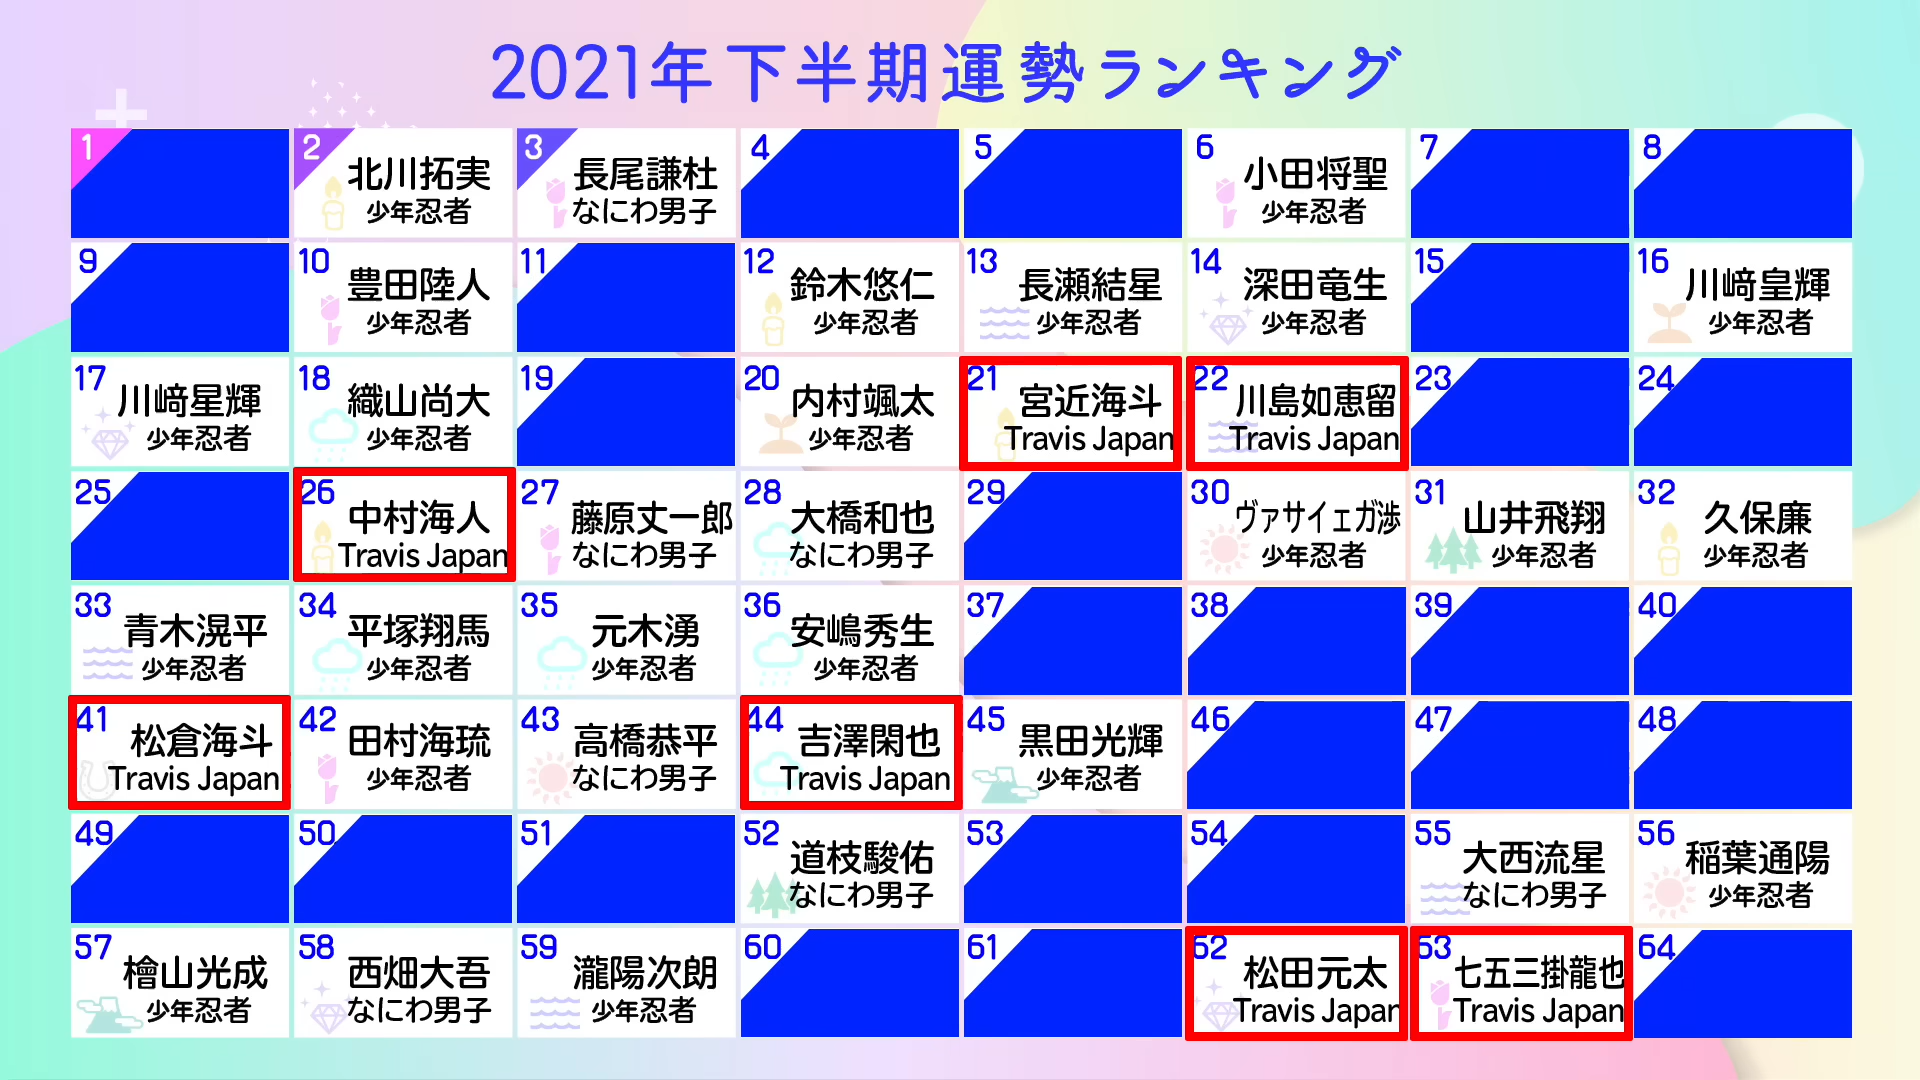 2021年下半期運勢ランキング
1
2
北川拓実
少年忍者
3
長尾謙杜
なにわ男子
4
5
6
小田将聖
少年忍者
7
8
9
10
豊田陸人
少年忍者
11
12
鈴木悠仁
少年忍者
13
長瀬結星
少年忍者
14
深田竜生
少年忍者
15
16
川﨑皇輝
少年忍者
17
川﨑星輝
少年忍者
18
織山尚大
少年忍者
19
20
内村颯太
少年忍者
21
宮近海斗
Travis Japan
22
川島如恵留
Travis Japan
23
24
25
26
中村海人
Travis Japan
27
藤原丈一郎
なにわ男子
28
大橋和也
なにわ男子
29
30
ヴァサイェガ渉
少年忍者
31
山井飛翔
少年忍者
32
久保廉
少年忍者
33
青木滉平
少年忍者
34
平塚翔馬
少年忍者
35
元木湧
少年忍者
36
安嶋秀生
少年忍者
37
38
39
40
41
松倉海斗
Travis Japan
42
田村海琉
少年忍者
43
高橋恭平
なにわ男子
44
吉澤閑也
Travis Japan
45
黒田光輝
少年忍者
46
47
48
49
50
51
52
道枝駿佑
なにわ男子
53
54
55
大西流星
なにわ男子
56
稲葉通陽
少年忍者
57
檜山光成
少年忍者
58
西畑大吾
なにわ男子
59
瀧陽次朗
少年忍者
60
61
62
松田元太
Travis Japan
63
七五三掛龍也
Travis Japan
64